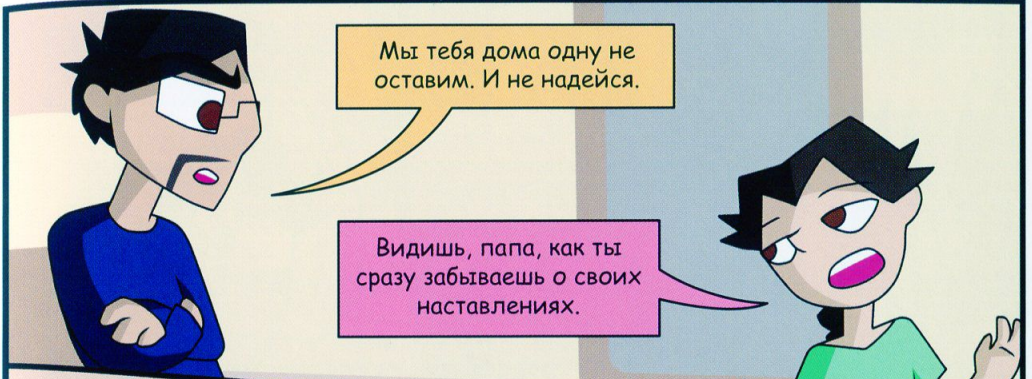 Мы тебя дома одну не
оставим. И не надейся.
Видишь, папа, как ты
сразу забываешь о своих
наставлениях.